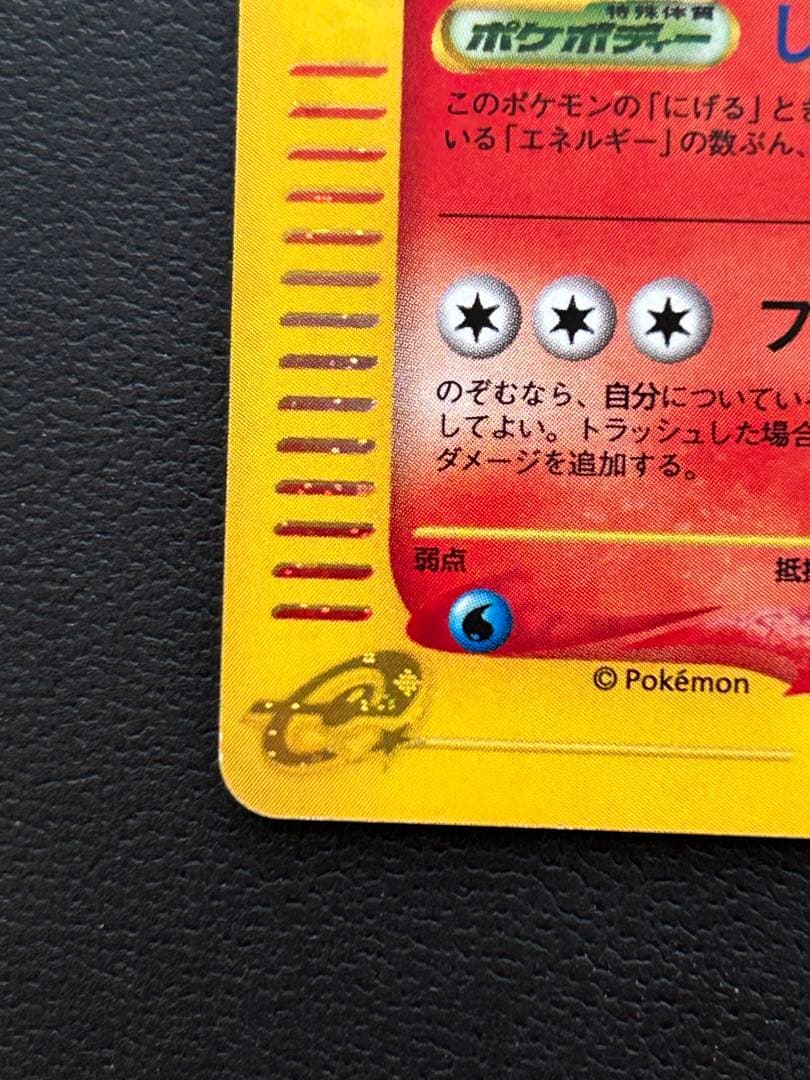 特殊体質
ポケボディー
し
このポケモンの「にげる」とき
いる「エネルギー」の数ぶん、
フ
のぞむなら、自分についてい
してよい。トラッシュした場合
ダメージを追加する。
弱点
抵抗
© Pokémon
e